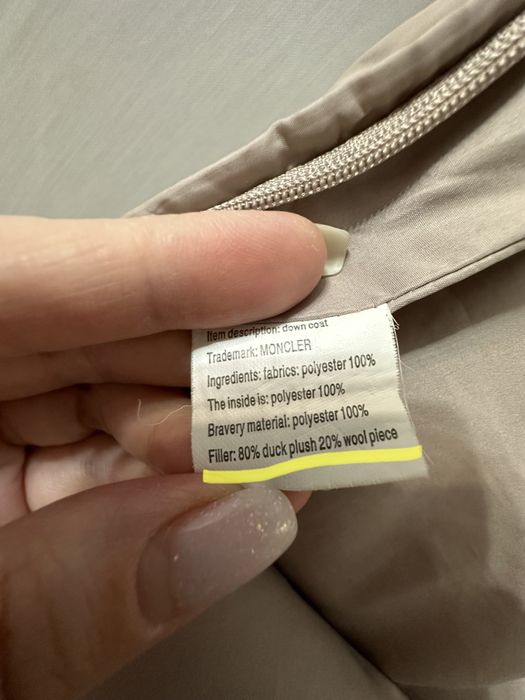 Item description: down coat
Trademark: MONCLER
Ingredients: fabrics: polyester 100%
The inside is: polyester 100%
Bravery material: polyester 100%
Filler: 80% duck plush 20% wool piece